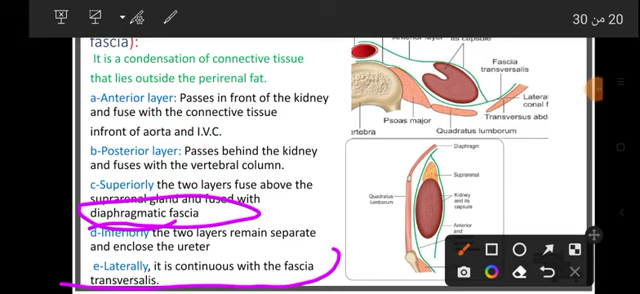 20 من 30
fascia):
It is a condensation of connective tissue
that lies outside the perirenal fat.
a-Anterior layer: Passes in front of the kidney
and fuse with the connective tissue
infront of aorta and I.V.C.
b-Posterior layer: Passes behind the kidney
and fuses with the vertebral column.
c-Superiorly the two layers fuse above the
suprarenal gland and fused with
diaphragmatic fascia
d-Inferiorly the two layers remain separate
and enclose the ureter
e-Laterally, it is continuous with the fascia
transversalis.
Anterior layer
its capsule
Fascia
transversalis
Lateral
conal f
Transversus abd
Psoas major
Quadratus lumborum
ertebra
Diaphragm
Suprarenal
Quadratus
lumborum
Kidney
and its
capsule
Anterior
and